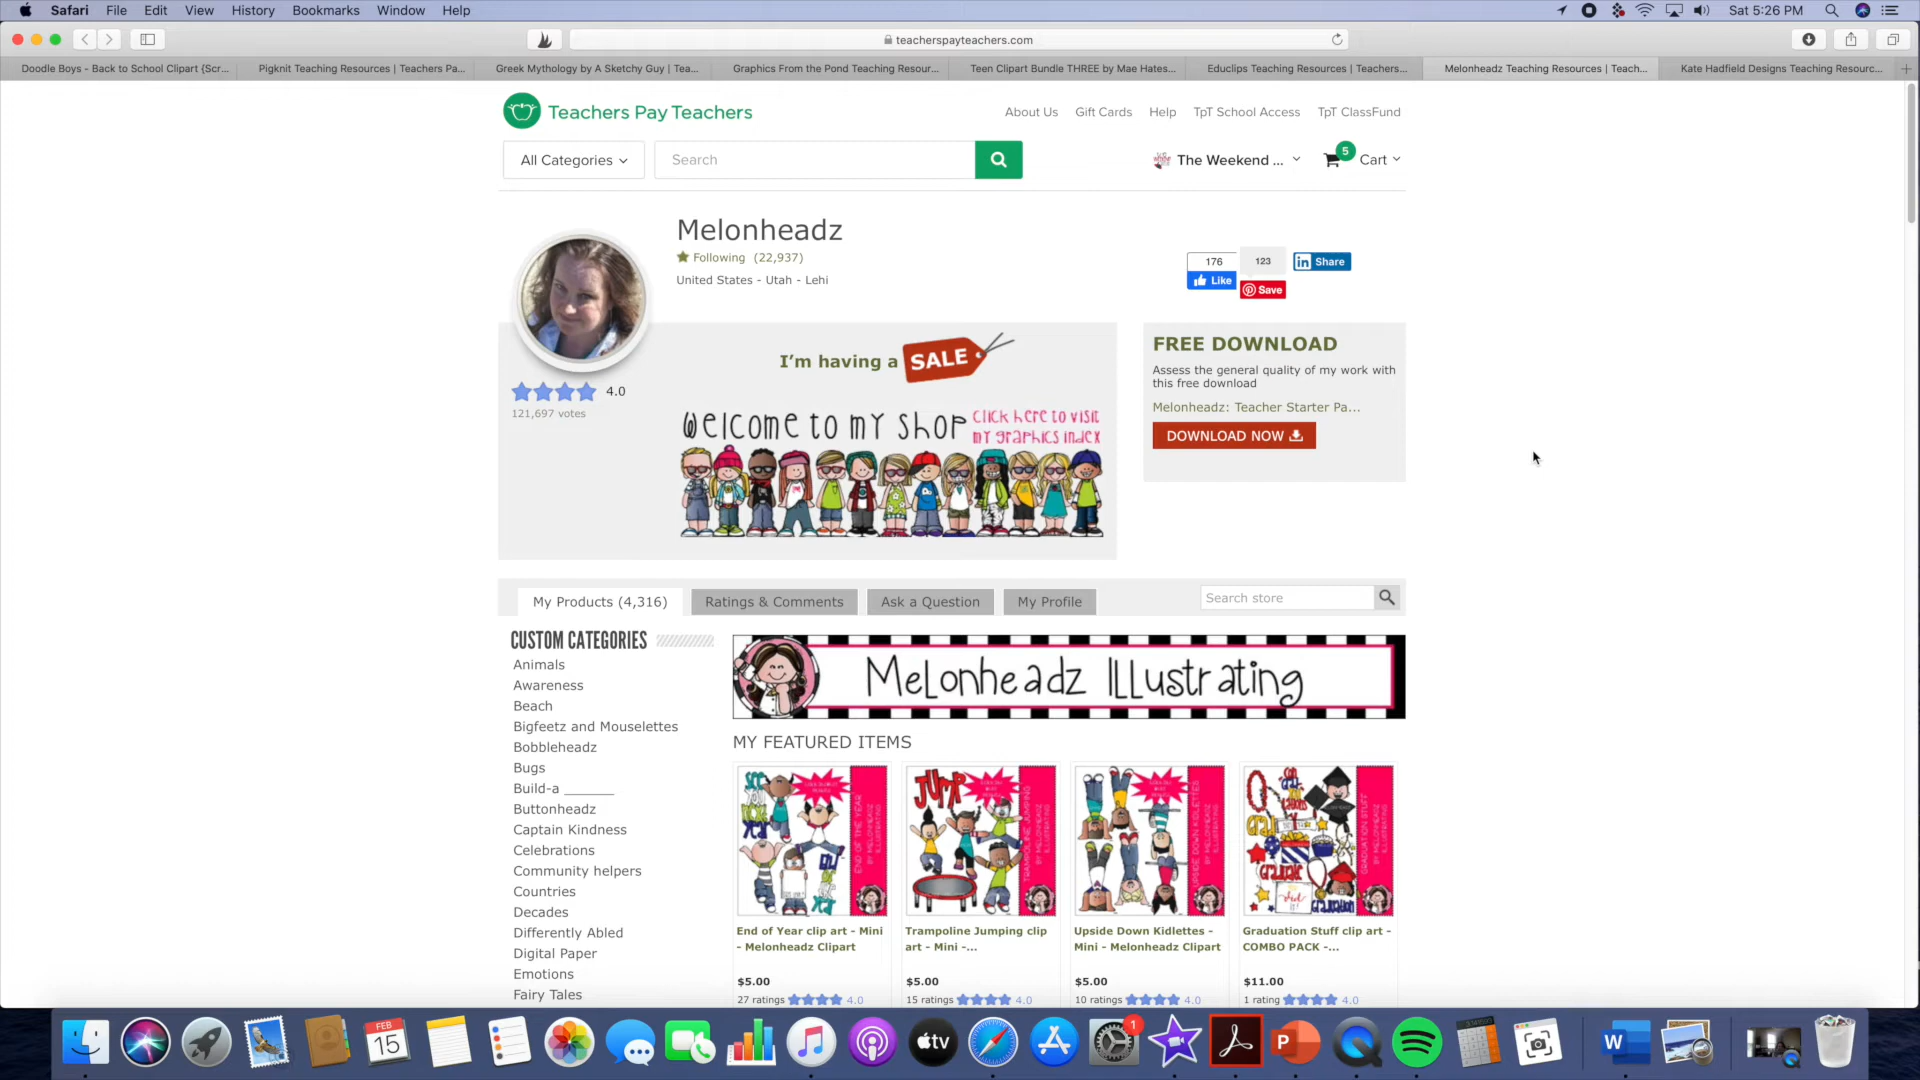 Safari File Edit View History Bookmarks Window Help
Sat 5:26 PM
teacherspayteachers.com
Doodle Boys - Back to School Clipart {Scr...
Pigknit Teaching Resources | Teachers Pa...
Greek Mythology by A Sketchy Guy | Tea...
Graphics From the Pond Teaching Resour...
Teen Clipart Bundle THREE by Mae Hates...
Educlips Teaching Resources | Teachers...
Melonheadz Teaching Resources | Teach...
Kate Hadfield Designs Teaching Resourc...
Teachers Pay Teachers
About Us Gift Cards Help TpT School Access TpT ClassFund
All Categories
Search
The Weekend ...
5
Cart
Melonheadz
Following (22,937)
United States - Utah - Lehi
176
Like
123
Save
in Share
4.0
121,697 votes
I'm having a SALE
Welcome to my shop
click here to visit
my graphics index
FREE DOWNLOAD
Assess the general quality of my work with
this free download
Melonheadz: Teacher Starter Pa...
DOWNLOAD NOW
My Products (4,316)
Ratings & Comments
Ask a Question
My Profile
Search store
CUSTOM CATEGORIES
Animals
Awareness
Beach
Bigfeetz and Mouselettes
Bobbleheadz
Bugs
Build-a _______
Buttonheadz
Captain Kindness
Celebrations
Community helpers
Countries
Decades
Differently Abled
Digital Paper
Emotions
Fairy Tales
Melonheadz Illustrating
MY FEATURED ITEMS
JUMP
End of Year clip art - Mini
- Melonheadz Clipart
$5.00
27 ratings 4.0
Trampoline Jumping clip
art - Mini -...
$5.00
15 ratings 4.0
Upside Down Kidlettes -
Mini - Melonheadz Clipart
$5.00
10 ratings 4.0
Graduation Stuff clip art -
COMBO PACK -...
$11.00
1 rating 4.0
FEB
15
tv
1
P
W